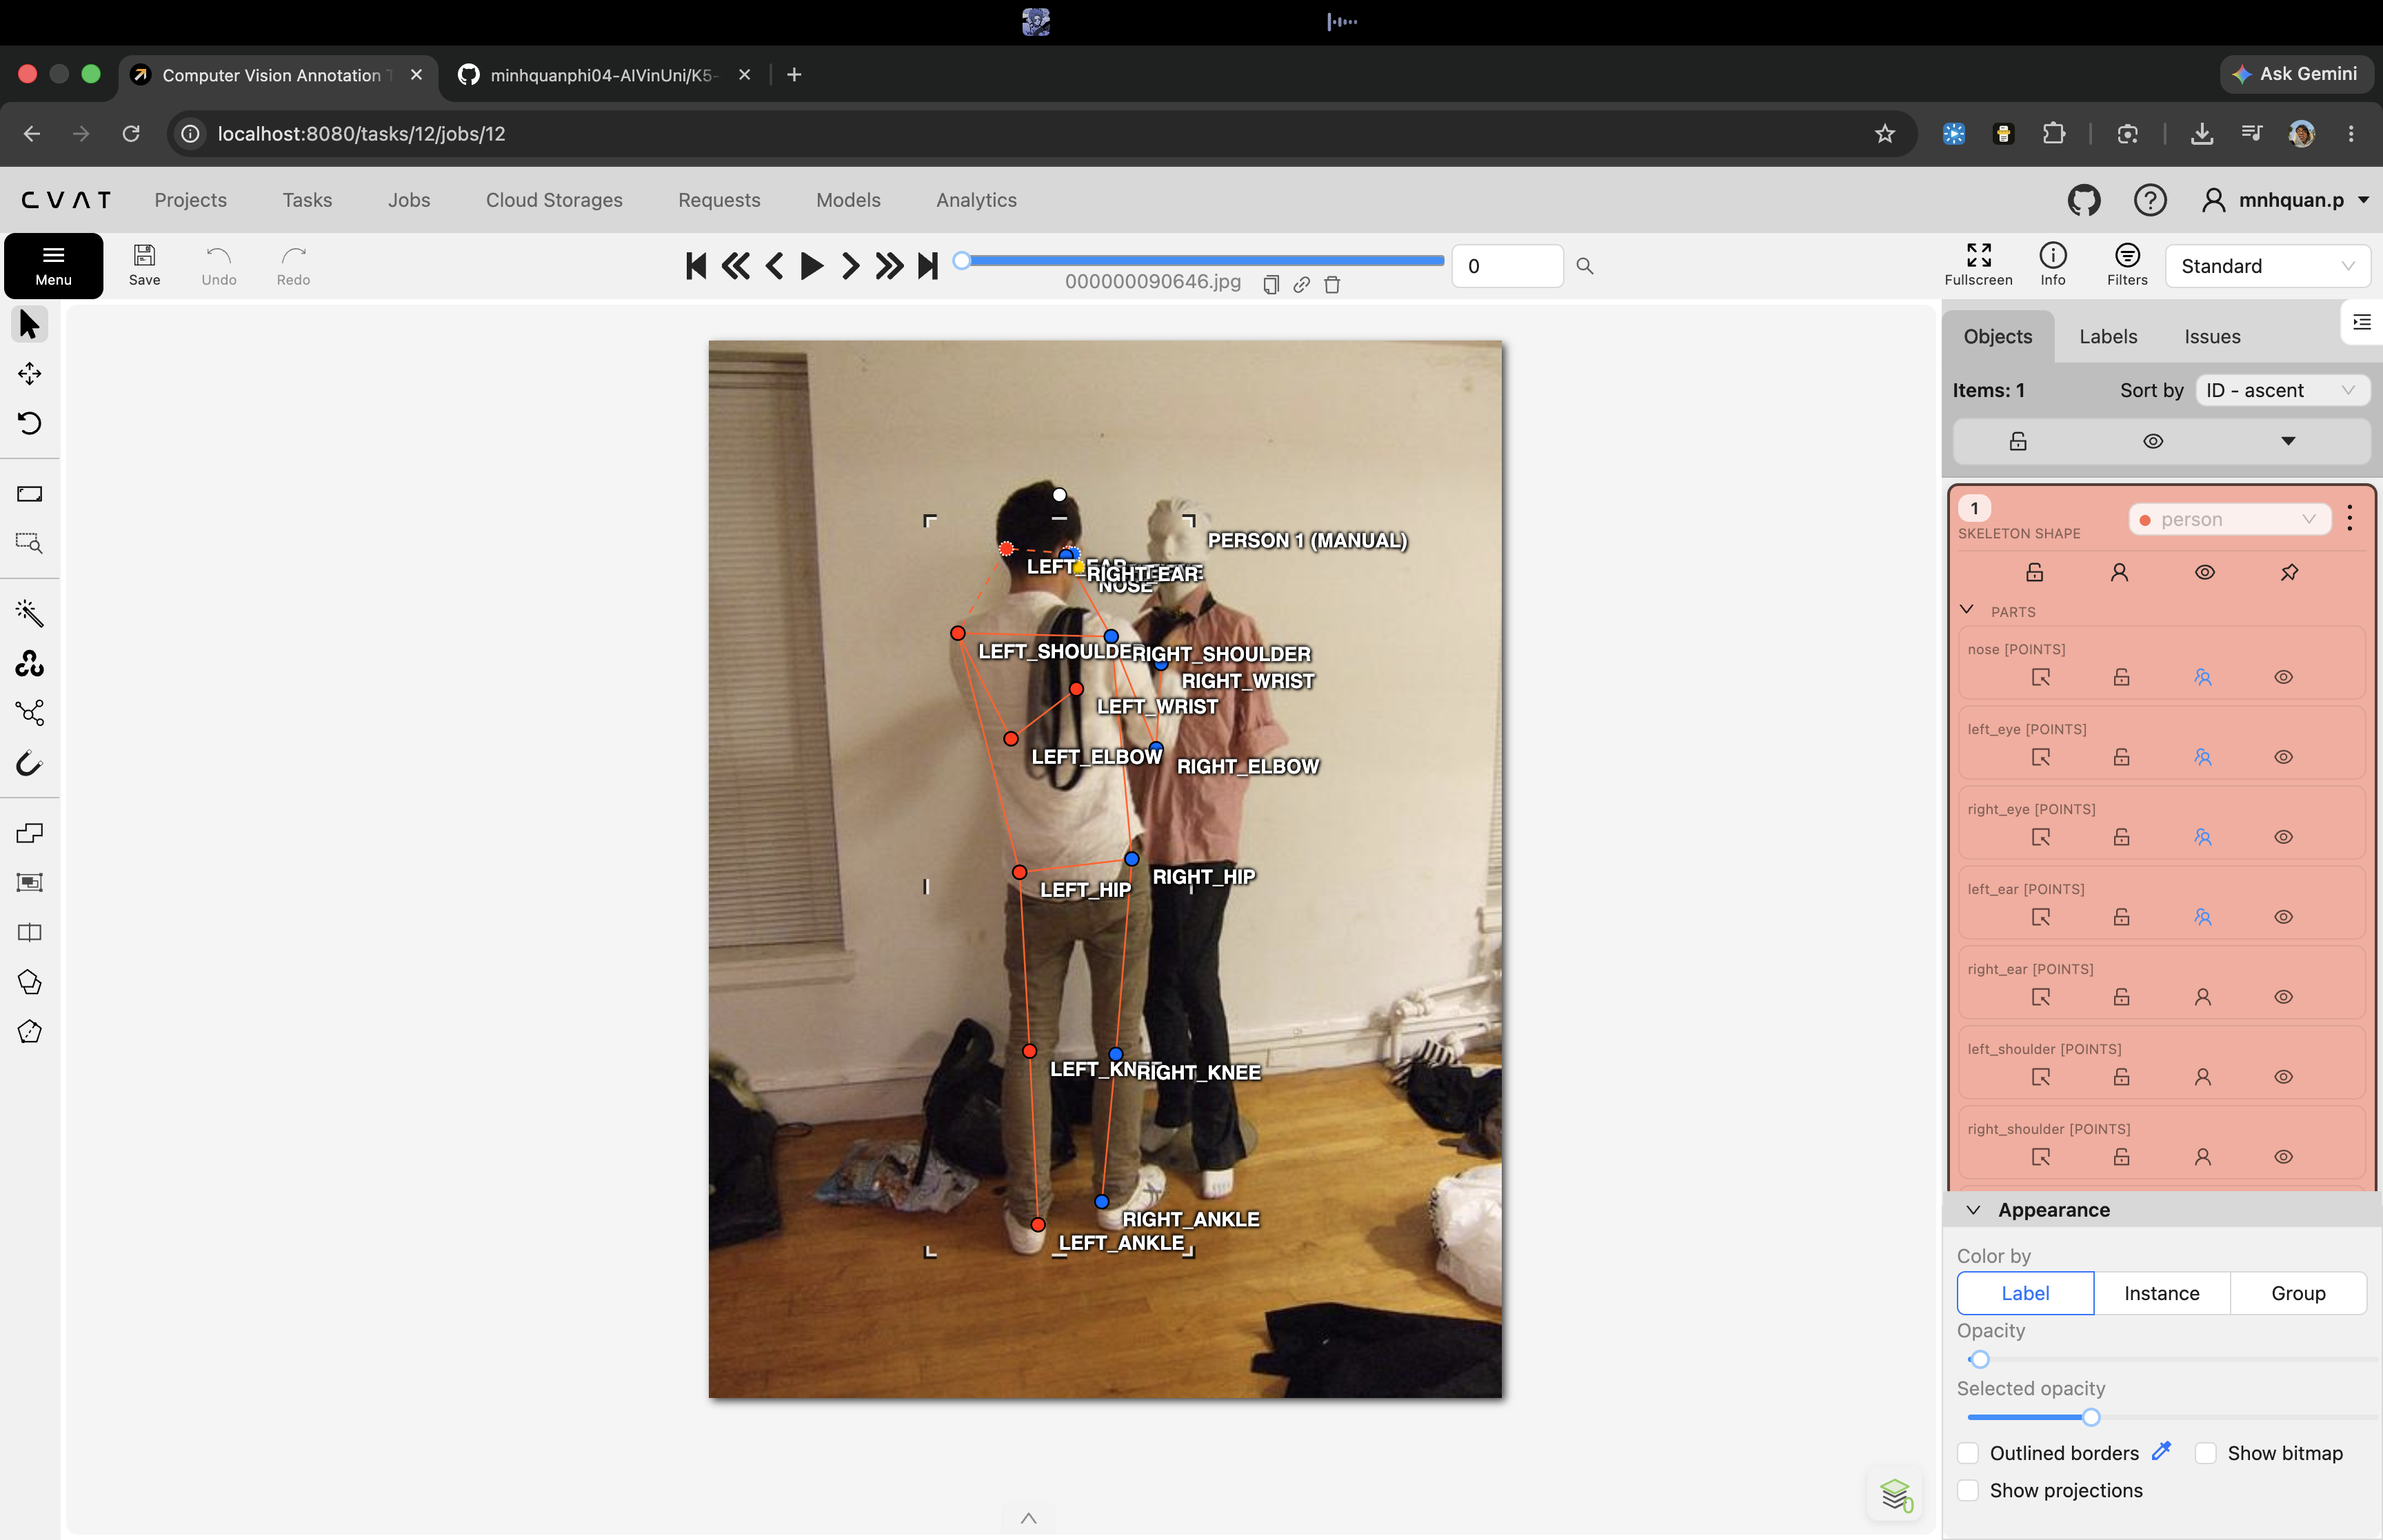 Computer Vision Annotation T
minhquanphi04-AIVinUni/K5-
Ask Gemini
localhost:8080/tasks/12/jobs/12
CVAT
Projects
Tasks
Jobs
Cloud Storages
Requests
Models
Analytics
mnhquan.p
Menu
Save
Undo
Redo
000000090646.jpg
0
Fullscreen
Info
Filters
Standard
Objects
Labels
Issues
Items: 1
Sort by
ID - ascent
1
SKELETON SHAPE
person
PARTS
nose [POINTS]
left_eye [POINTS]
right_eye [POINTS]
left_ear [POINTS]
right_ear [POINTS]
left_shoulder [POINTS]
right_shoulder [POINTS]
Appearance
Color by
Label
Instance
Group
Opacity
Selected opacity
Outlined borders
Show bitmap
Show projections
0
PERSON 1 (MANUAL)
LEFT_EAR
RIGHT_EAR
NOSE
LEFT_SHOULDER
RIGHT_SHOULDER
RIGHT_WRIST
LEFT_WRIST
LEFT_ELBOW
RIGHT_ELBOW
LEFT_HIP
RIGHT_HIP
LEFT_KNEE
RIGHT_KNEE
RIGHT_ANKLE
LEFT_ANKLE